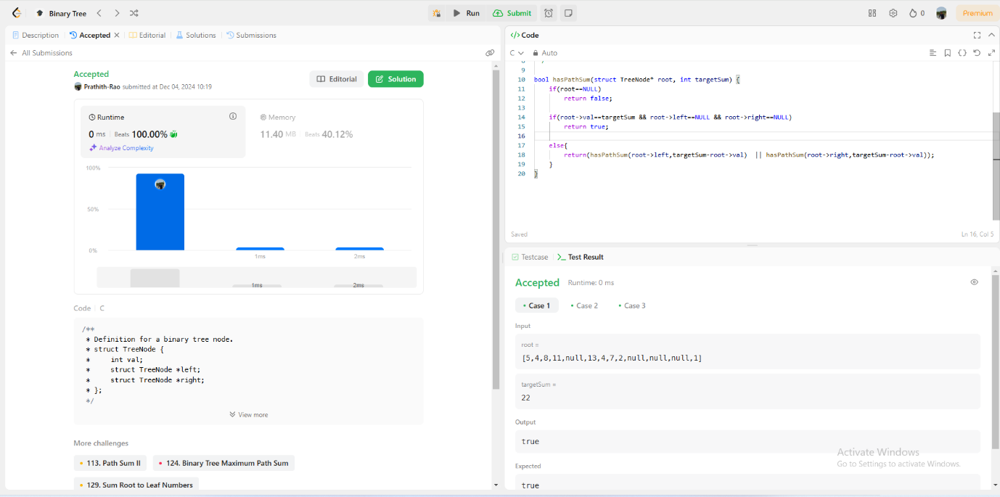 Binary Tree
Run
Submit
0
Premium
Description
Accepted
Editorial
Solutions
Submissions
All Submissions
Accepted
Prathith-Rao submitted at Dec 04, 2024 10:19
Editorial
Solution
Runtime
0 ms Beats 100.00%
Analyze Complexity
Memory
11.40 MB Beats 40.12%
100%
50%
0%
1ms
2ms
1ms
2ms
Code
C
/**
* Definition for a binary tree node.
* struct TreeNode {
*     int val;
*     struct TreeNode *left;
*     struct TreeNode *right;
* };
*/
View more
More challenges
113. Path Sum II
124. Binary Tree Maximum Path Sum
129. Sum Root to Leaf Numbers
</> Code
C
Auto
9
10 bool hasPathSum(struct TreeNode* root, int targetSum) {
11     if(root==NULL)
12         return false;
13
14     if(root->val==targetSum && root->left==NULL && root->right==NULL)
15         return true;
16
17     else{
18         return(hasPathSum(root->left,targetSum-root->val)  || hasPathSum(root->right,targetSum-root->val));
19     }
20 }
Saved
Ln 16, Col 5
Testcase
Test Result
Accepted
Runtime: 0 ms
Case 1
Case 2
Case 3
Input
root =
[5,4,8,11,null,13,4,7,2,null,null,null,1]
targetSum =
22
Output
true
Expected
true
Activate Windows
Go to Settings to activate Windows.